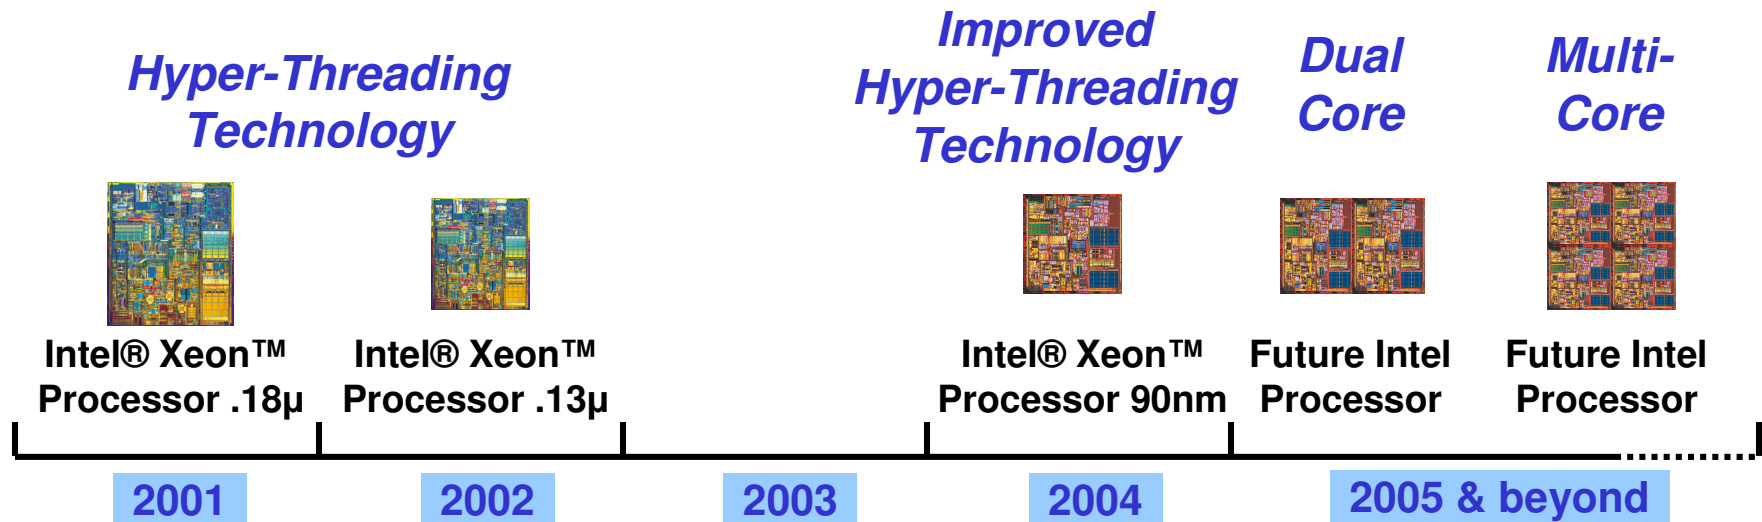 Hyper-Threading
Technology
Improved
Hyper-Threading
Technology
Dual
Core
Multi-
Core
Intel® Xeon™
Processor .18µ
Intel® Xeon™
Processor .13µ
Intel® Xeon™
Processor 90nm
Future Intel
Processor
Future Intel
Processor
2001
2002
2003
2004
2005 & beyond